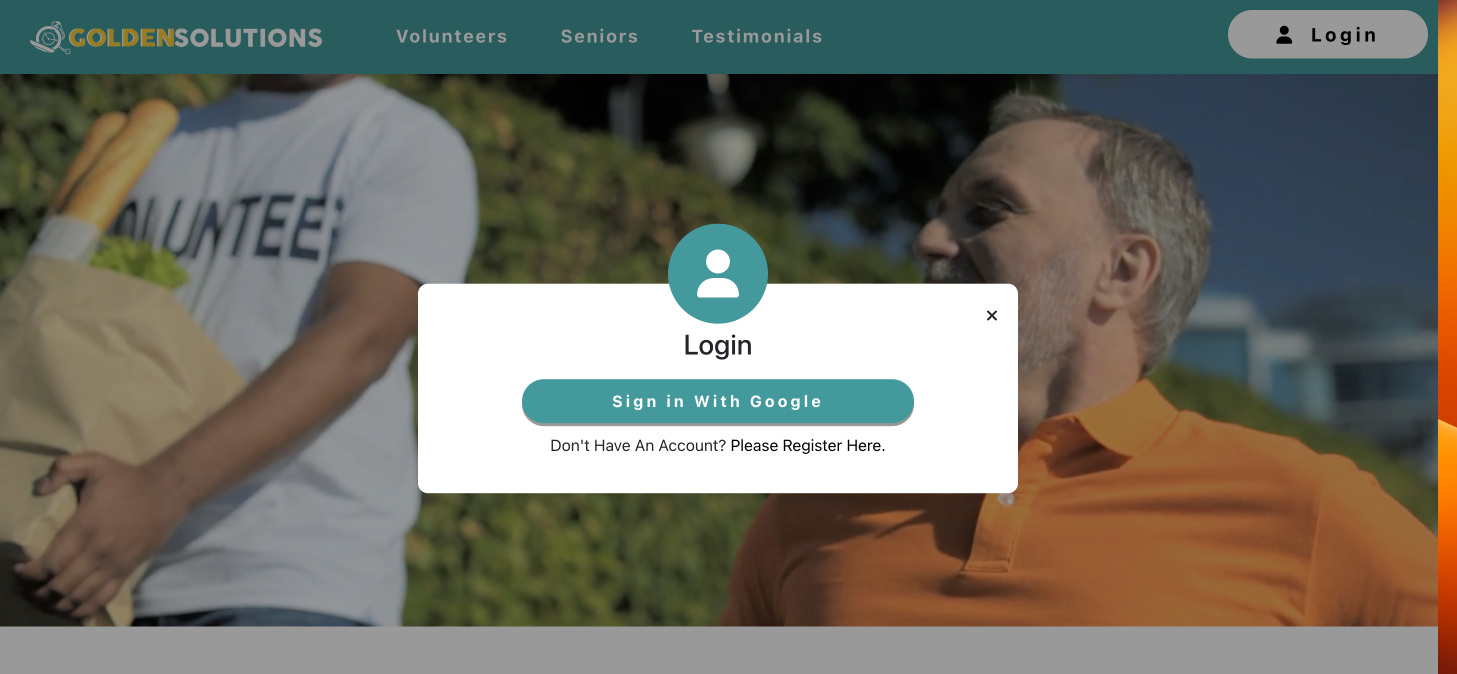 GOLDENSOLUTIONS
Volunteers
Seniors
Testimonials
Login
OLUNTEE
Login
Sign in With Google
Don't Have An Account? Please Register Here.